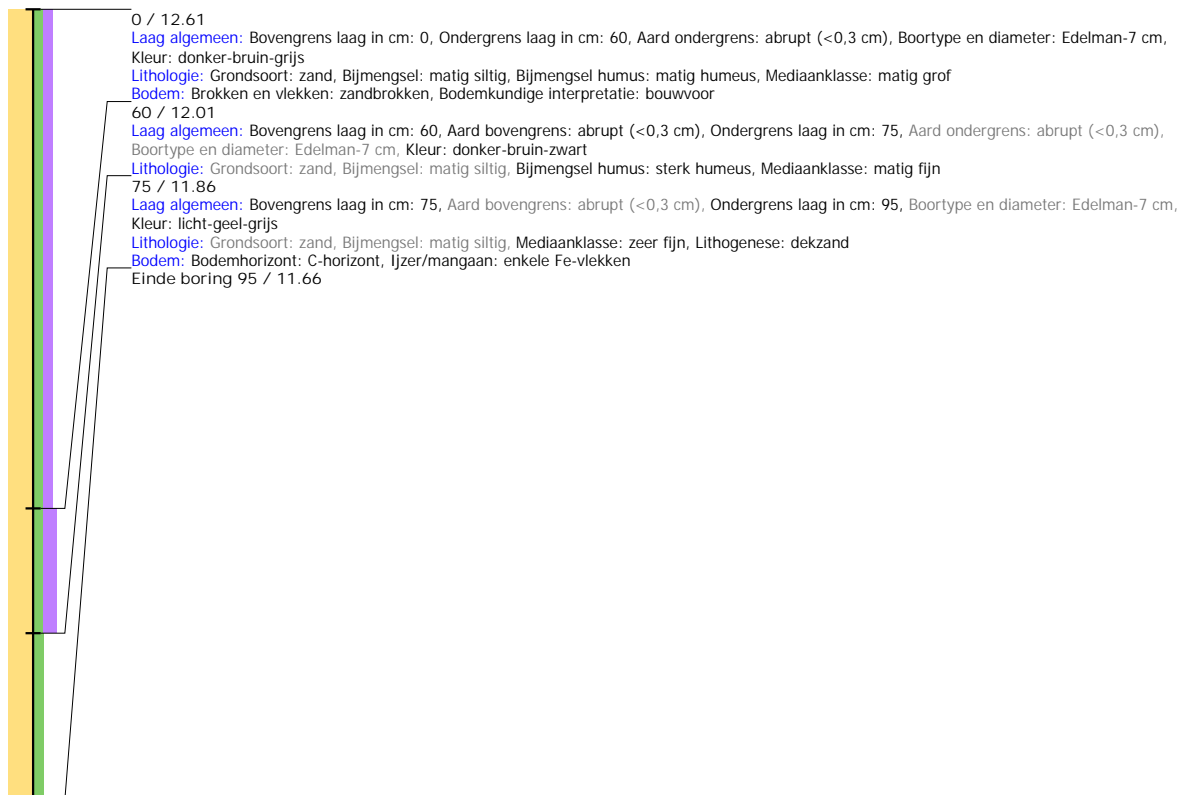 0 / 12.61
Laag algemeen: Bovengrens laag in cm: 0, Ondergrens laag in cm: 60, Aard ondergrens: abrupt (<0,3 cm), Boortype en diameter: Edelman-7 cm,
Kleur: donker-bruin-grijs
Lithologie: Grondsoort: zand, Bijmengsel: matig siltig, Bijmengsel humus: matig humeus, Mediaanklasse: matig grof
Bodem: Brokken en vlekken: zandbrokken, Bodemkundige interpretatie: bouwvoor
60 / 12.01
Laag algemeen: Bovengrens laag in cm: 60, Aard bovengrens: abrupt (<0,3 cm), Ondergrens laag in cm: 75, Aard ondergrens: abrupt (<0,3 cm),
Boortype en diameter: Edelman-7 cm, Kleur: donker-bruin-zwart
Lithologie: Grondsoort: zand, Bijmengsel: matig siltig, Bijmengsel humus: sterk humeus, Mediaanklasse: matig fijn
75 / 11.86
Laag algemeen: Bovengrens laag in cm: 75, Aard bovengrens: abrupt (<0,3 cm), Ondergrens laag in cm: 95, Boortype en diameter: Edelman-7 cm,
Kleur: licht-geel-grijs
Lithologie: Grondsoort: zand, Bijmengsel: matig siltig, Mediaanklasse: zeer fijn, Lithogenese: dekzand
Bodem: Bodemhorizont: C-horizont, Ijzer/mangaan: enkele Fe-vlekken
Einde boring 95 / 11.66